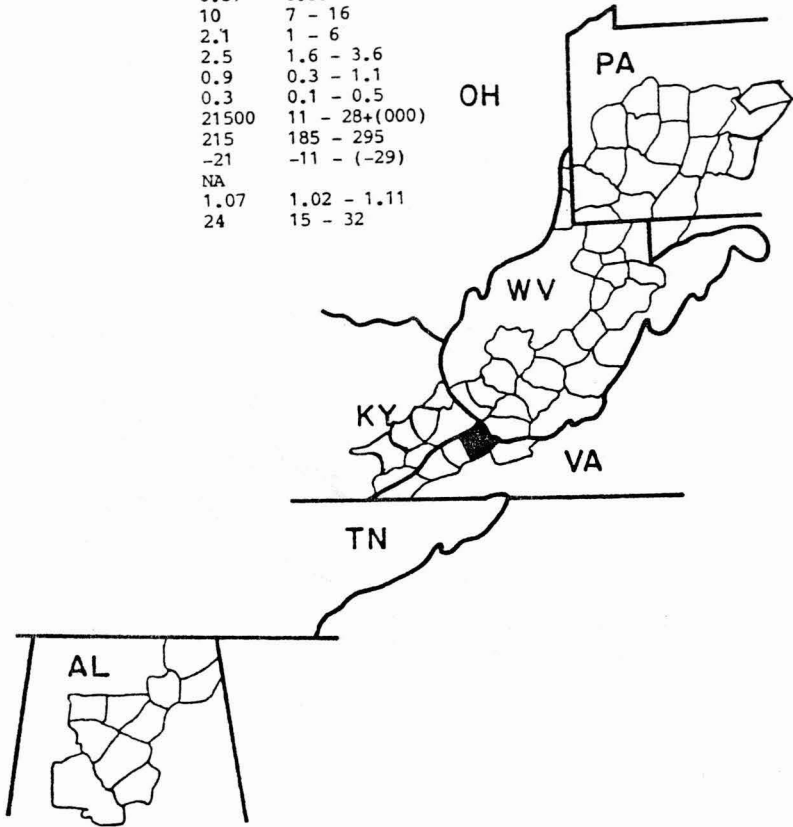 10 7 - 16
2.1 1 - 6
2.5 1.6 - 3.6
0.9 0.3 - 1.1
0.3 0.1 - 0.5
21500 11 - 28+(000)
215 185 - 295
-21 -11 - (-29)
NA
1.07 1.02 - 1.11
24 15 - 32
PA
OH
WV
KY
VA
TN
AL